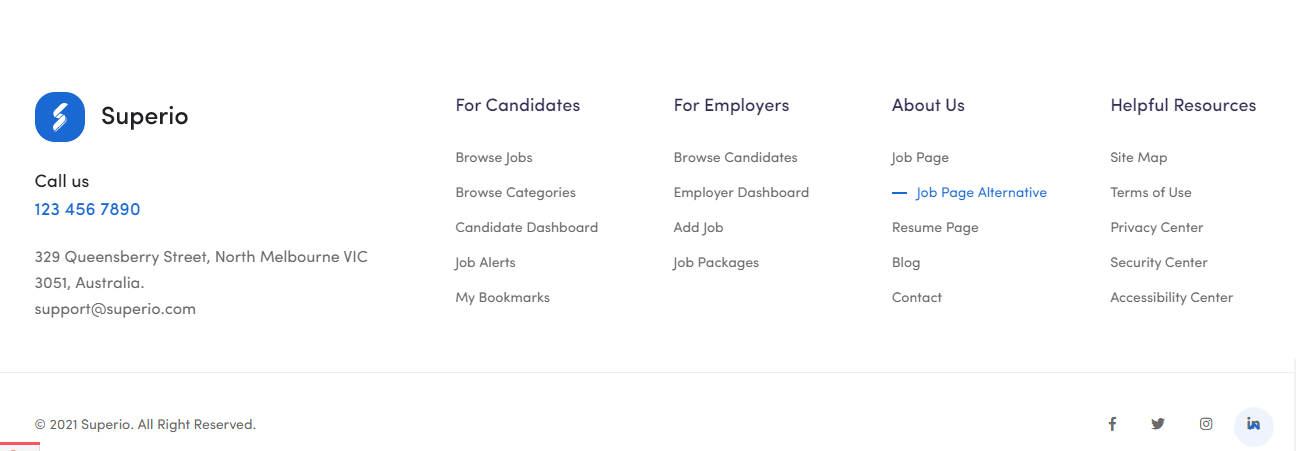 Superio
Call us
123 456 7890
329 Queensberry Street, North Melbourne VIC
3051, Australia.
support@superio.com
For Candidates
Browse Jobs
Browse Categories
Candidate Dashboard
Job Alerts
My Bookmarks
For Employers
Browse Candidates
Employer Dashboard
Add Job
Job Packages
About Us
Job Page
Job Page Alternative
Resume Page
Blog
Contact
Helpful Resources
Site Map
Terms of Use
Privacy Center
Security Center
Accessibility Center
© 2021 Superio. All Right Reserved.